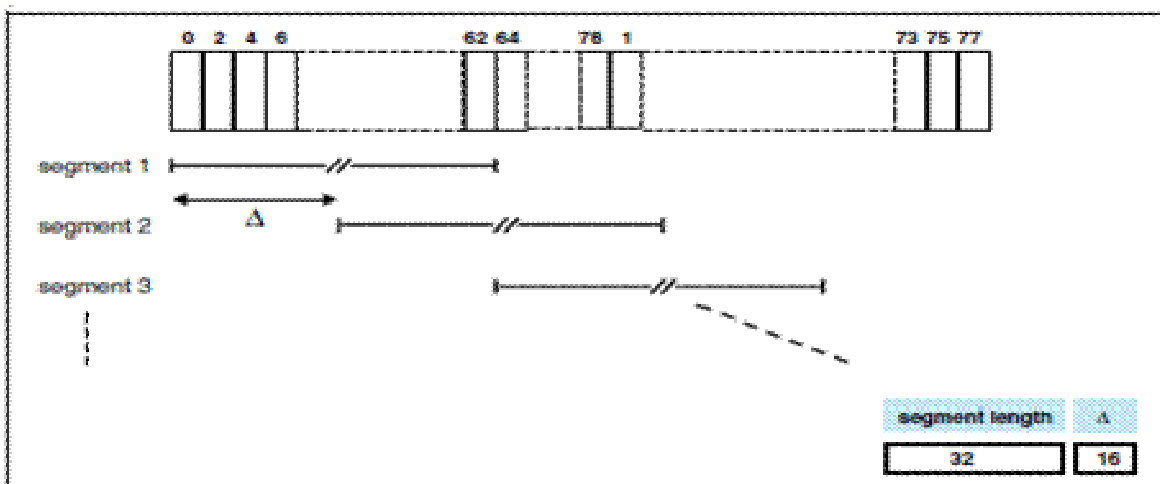 0 2 4 6 62 64 78 1 73 75 77
segment 1
Δ
segment 2
segment 3
segment length Δ
32 16